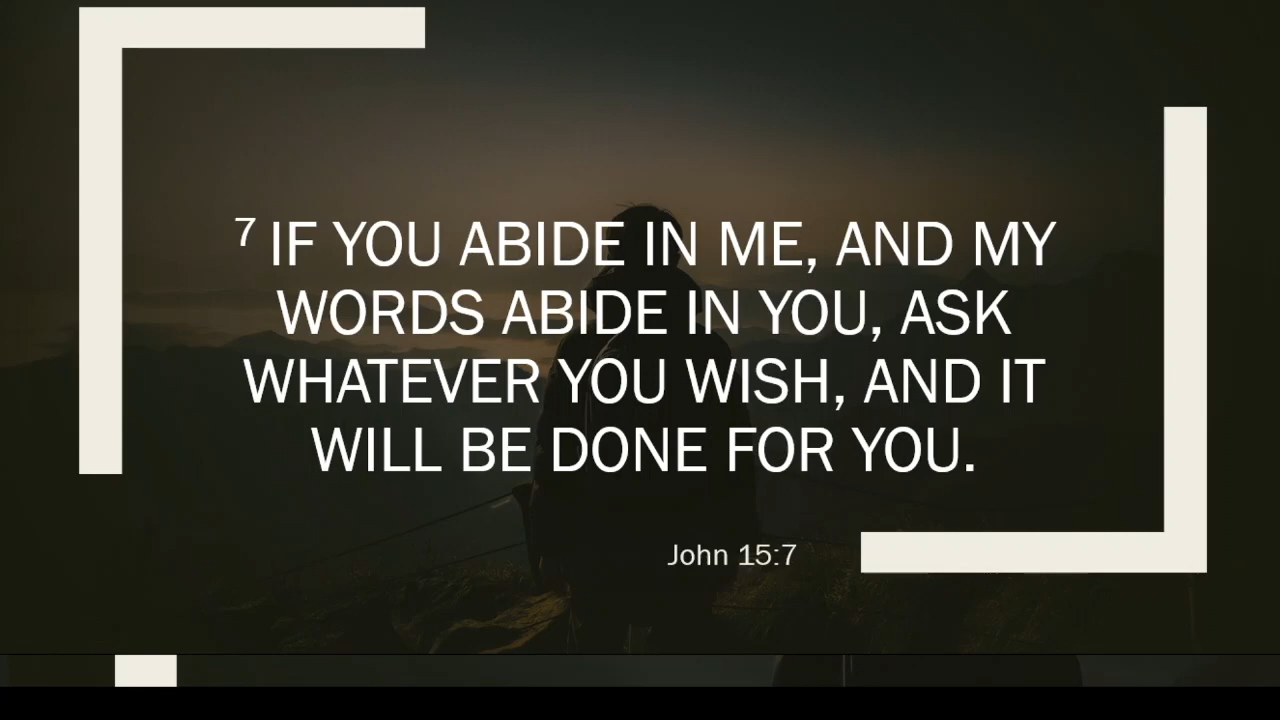 7 IF YOU ABIDE IN ME, AND MY
WORDS ABIDE IN YOU, ASK
WHATEVER YOU WISH, AND IT
WILL BE DONE FOR YOU.
John 15:7